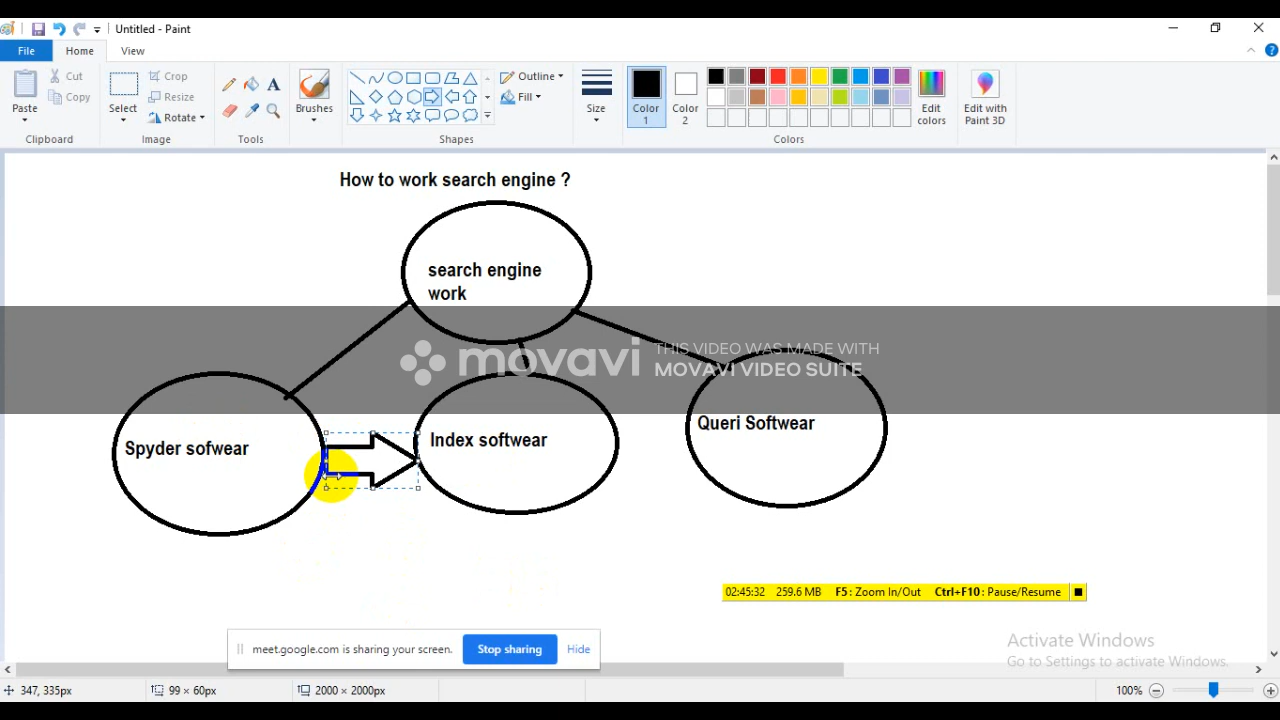 Untitled - Paint
File
Home
View
Paste
Cut
Copy
Clipboard
Select
Crop
Resize
Rotate
Image
A
Tools
Brushes
Shapes
Outline
Fill
Size
Color 1
Color 2
Colors
Edit colors
Edit with Paint 3D
How to work search engine ?
search engine
work
movavi
THIS VIDEO WAS MADE WITH
MOVAVI VIDEO SUITE
Spyder sofwear
Index softwear
Queri Softwear
02:45:32 259.6 MB F5: Zoom In/Out Ctrl+F10: Pause/Resume
meet.google.com is sharing your screen. Stop sharing Hide
Activate Windows
Go to Settings to activate Windows.
347, 335px
99 × 60px
2000 × 2000px
100%